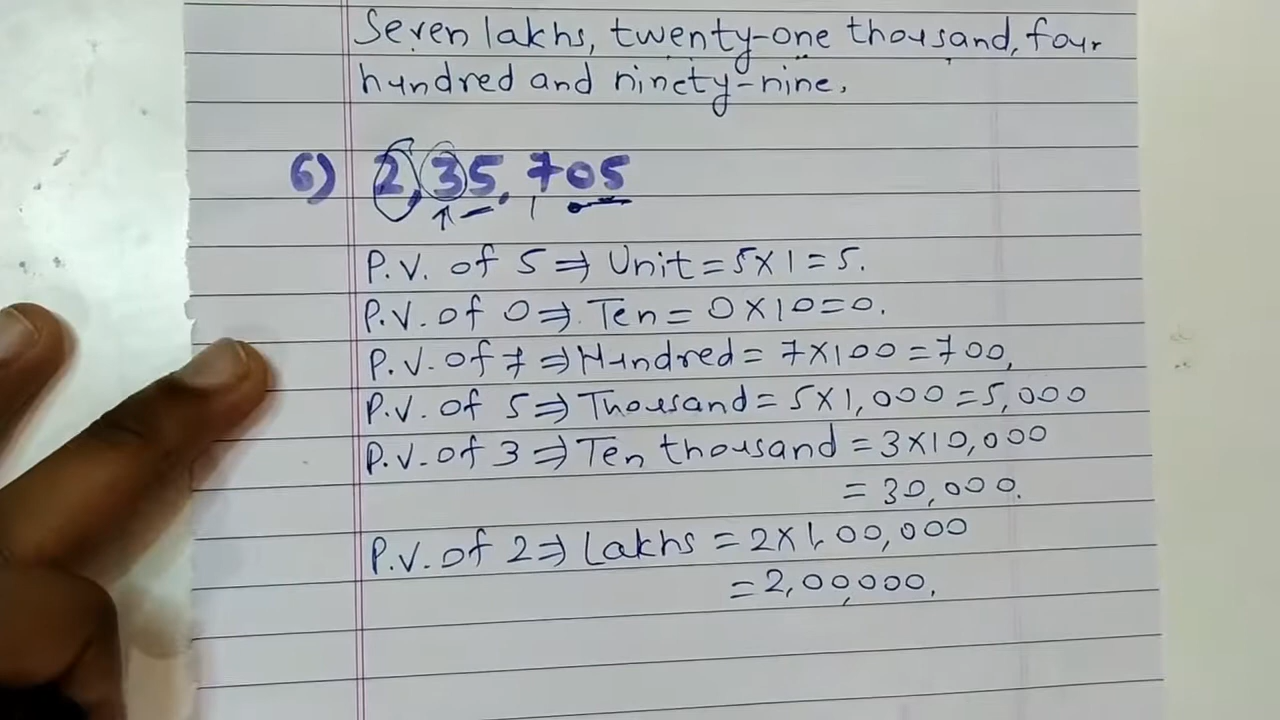 Seven lakhs, twenty-one thousand, four
hundred and ninety-nine.
6) 2,35,705
P.V. of 5 ⇒ Unit = 5×1=5.
P.V. of 0 ⇒ Ten = 0×10=0.
P.V. of 7 ⇒ Hundred = 7×100=700,
P.V. of 5 ⇒ Thousand = 5×1,000=5,000
P.V. of 3 ⇒ Ten thousand = 3×10,000
= 30,000.
P.V. of 2 ⇒ Lakhs = 2×1,00,000
= 2,00,000.